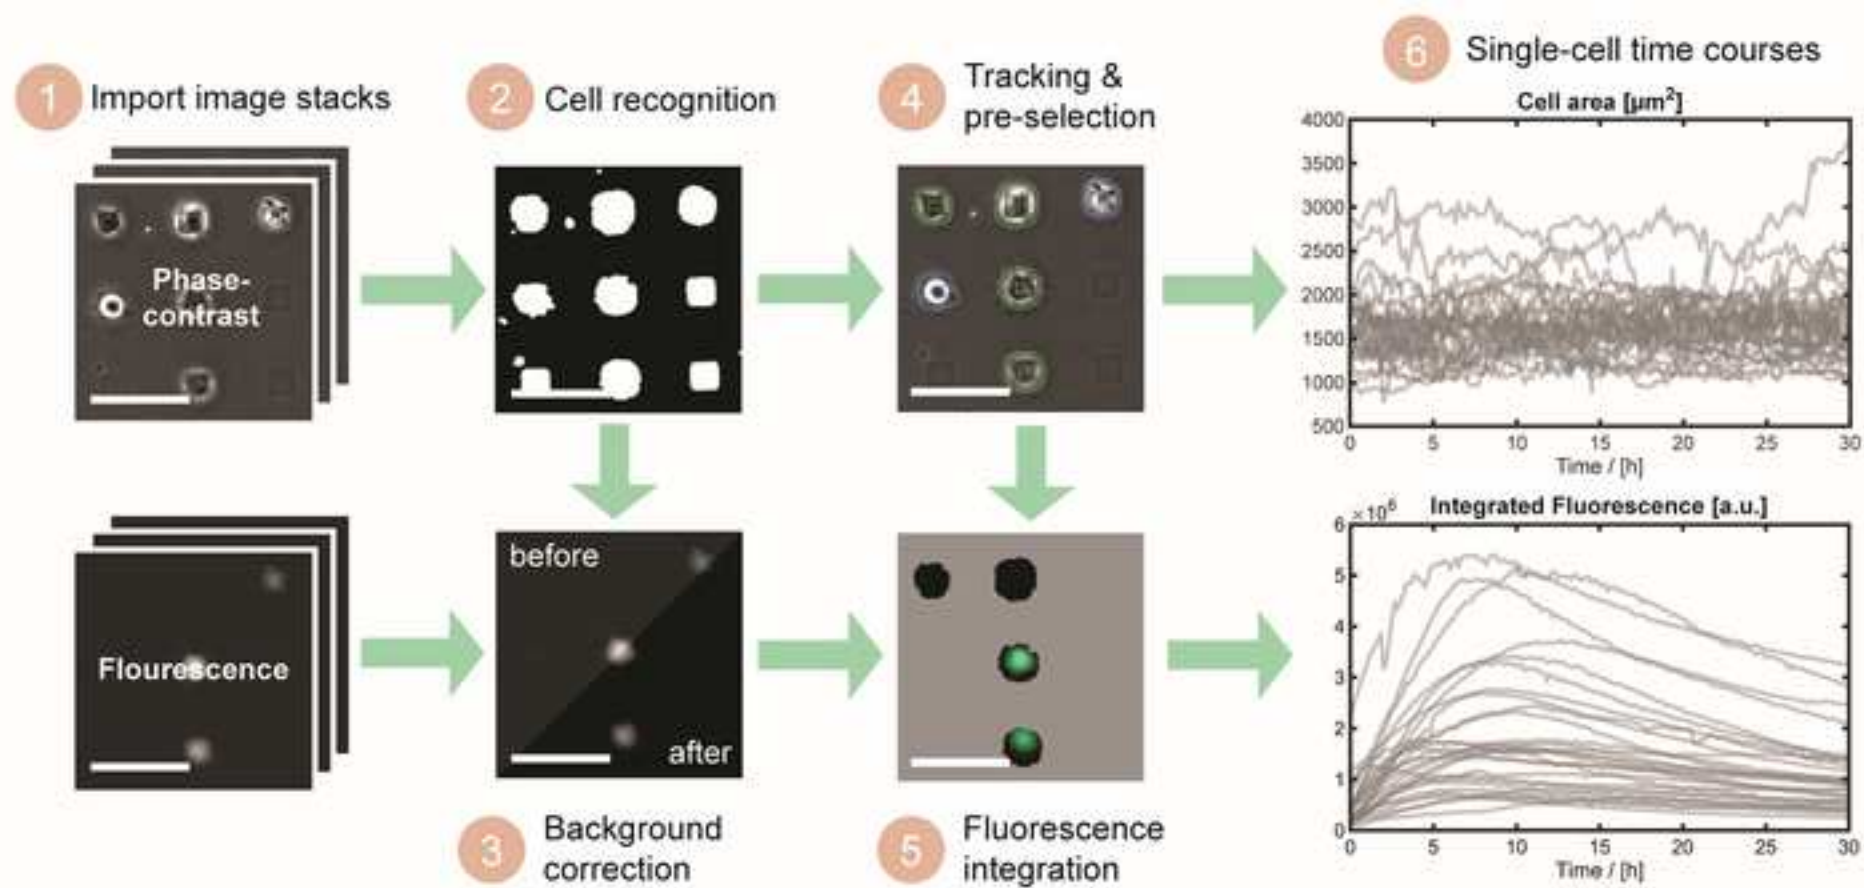 1 Import image stacks
Phase-
contrast
Flourescence
2 Cell recognition
before
after
3 Background
correction
4 Tracking &
pre-selection
5 Fluorescence
integration
6 Single-cell time courses
Cell area [µm²]
4000
3500
3000
2500
2000
1500
1000
500
0 5 10 15 20 25 30
Time / [h]
Integrated Fluorescence [a.u.]
×10⁶
6
5
4
3
2
1
0
0 5 10 15 20 25 30
Time / [h]